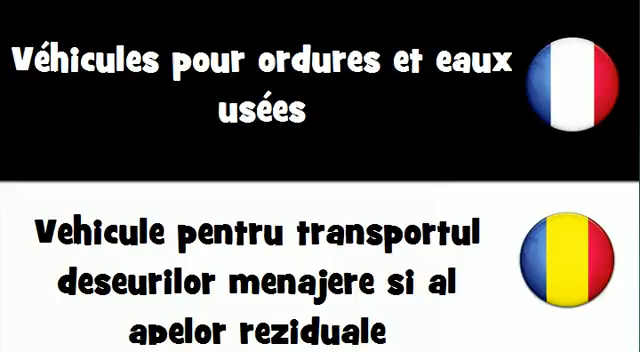 Véhicules pour ordures et eaux
usées
Vehicule pentru transportul
deseurilor menajere si al
apelor reziduale